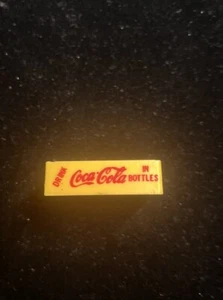 DRINK Coca-Cola IN BOTTLES